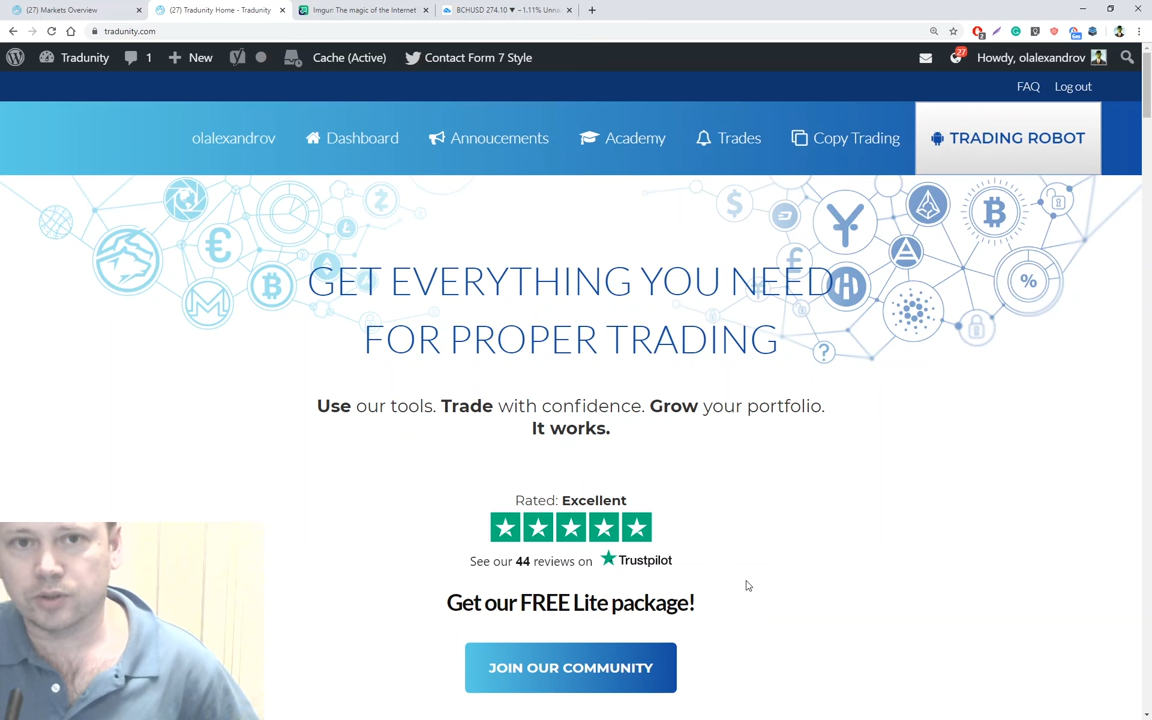 (27) Markets Overview
(27) Tradunity Home - Tradunity
Imgur: The magic of the Internet
BCHUSD 274.10 ▼ −1.11% Unna
tradunity.com
Tradunity
1
New
Cache (Active)
Contact Form 7 Style
27
Howdy, olalexandrov
FAQ
Log out
olalexandrov
Dashboard
Annoucements
Academy
Trades
Copy Trading
TRADING ROBOT
GET EVERYTHING YOU NEED
FOR PROPER TRADING
Use our tools. Trade with confidence. Grow your portfolio.
It works.
Rated: Excellent
See our 44 reviews on Trustpilot
Get our FREE Lite package!
JOIN OUR COMMUNITY